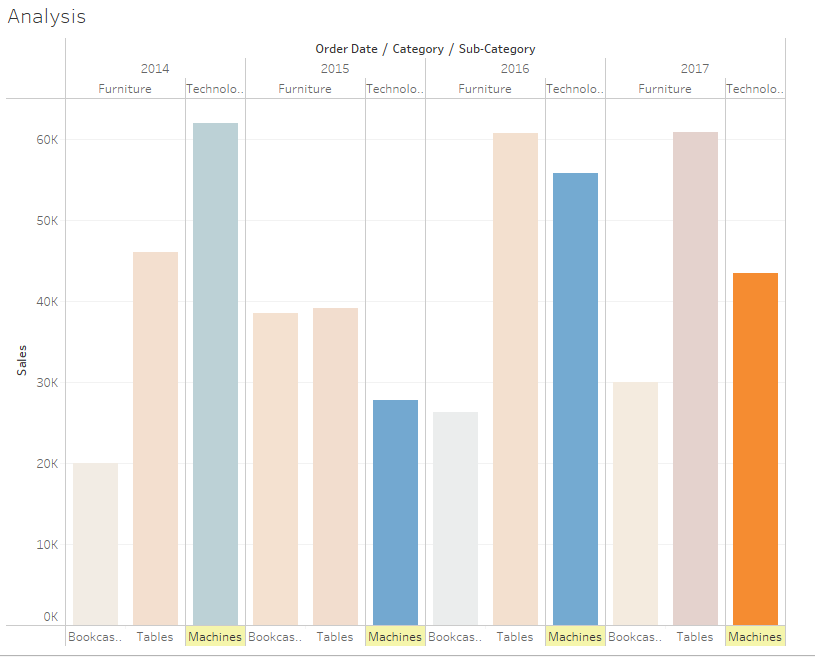 Analysis
Order Date / Category / Sub-Category
2014 2015 2016 2017
Furniture Technolo.. Furniture Technolo.. Furniture Technolo.. Furniture Technolo..
60K
50K
40K
30K
20K
10K
0K
Sales
Bookcas.. Tables Machines Bookcas.. Tables Machines Bookcas.. Tables Machines Bookcas.. Tables Machines